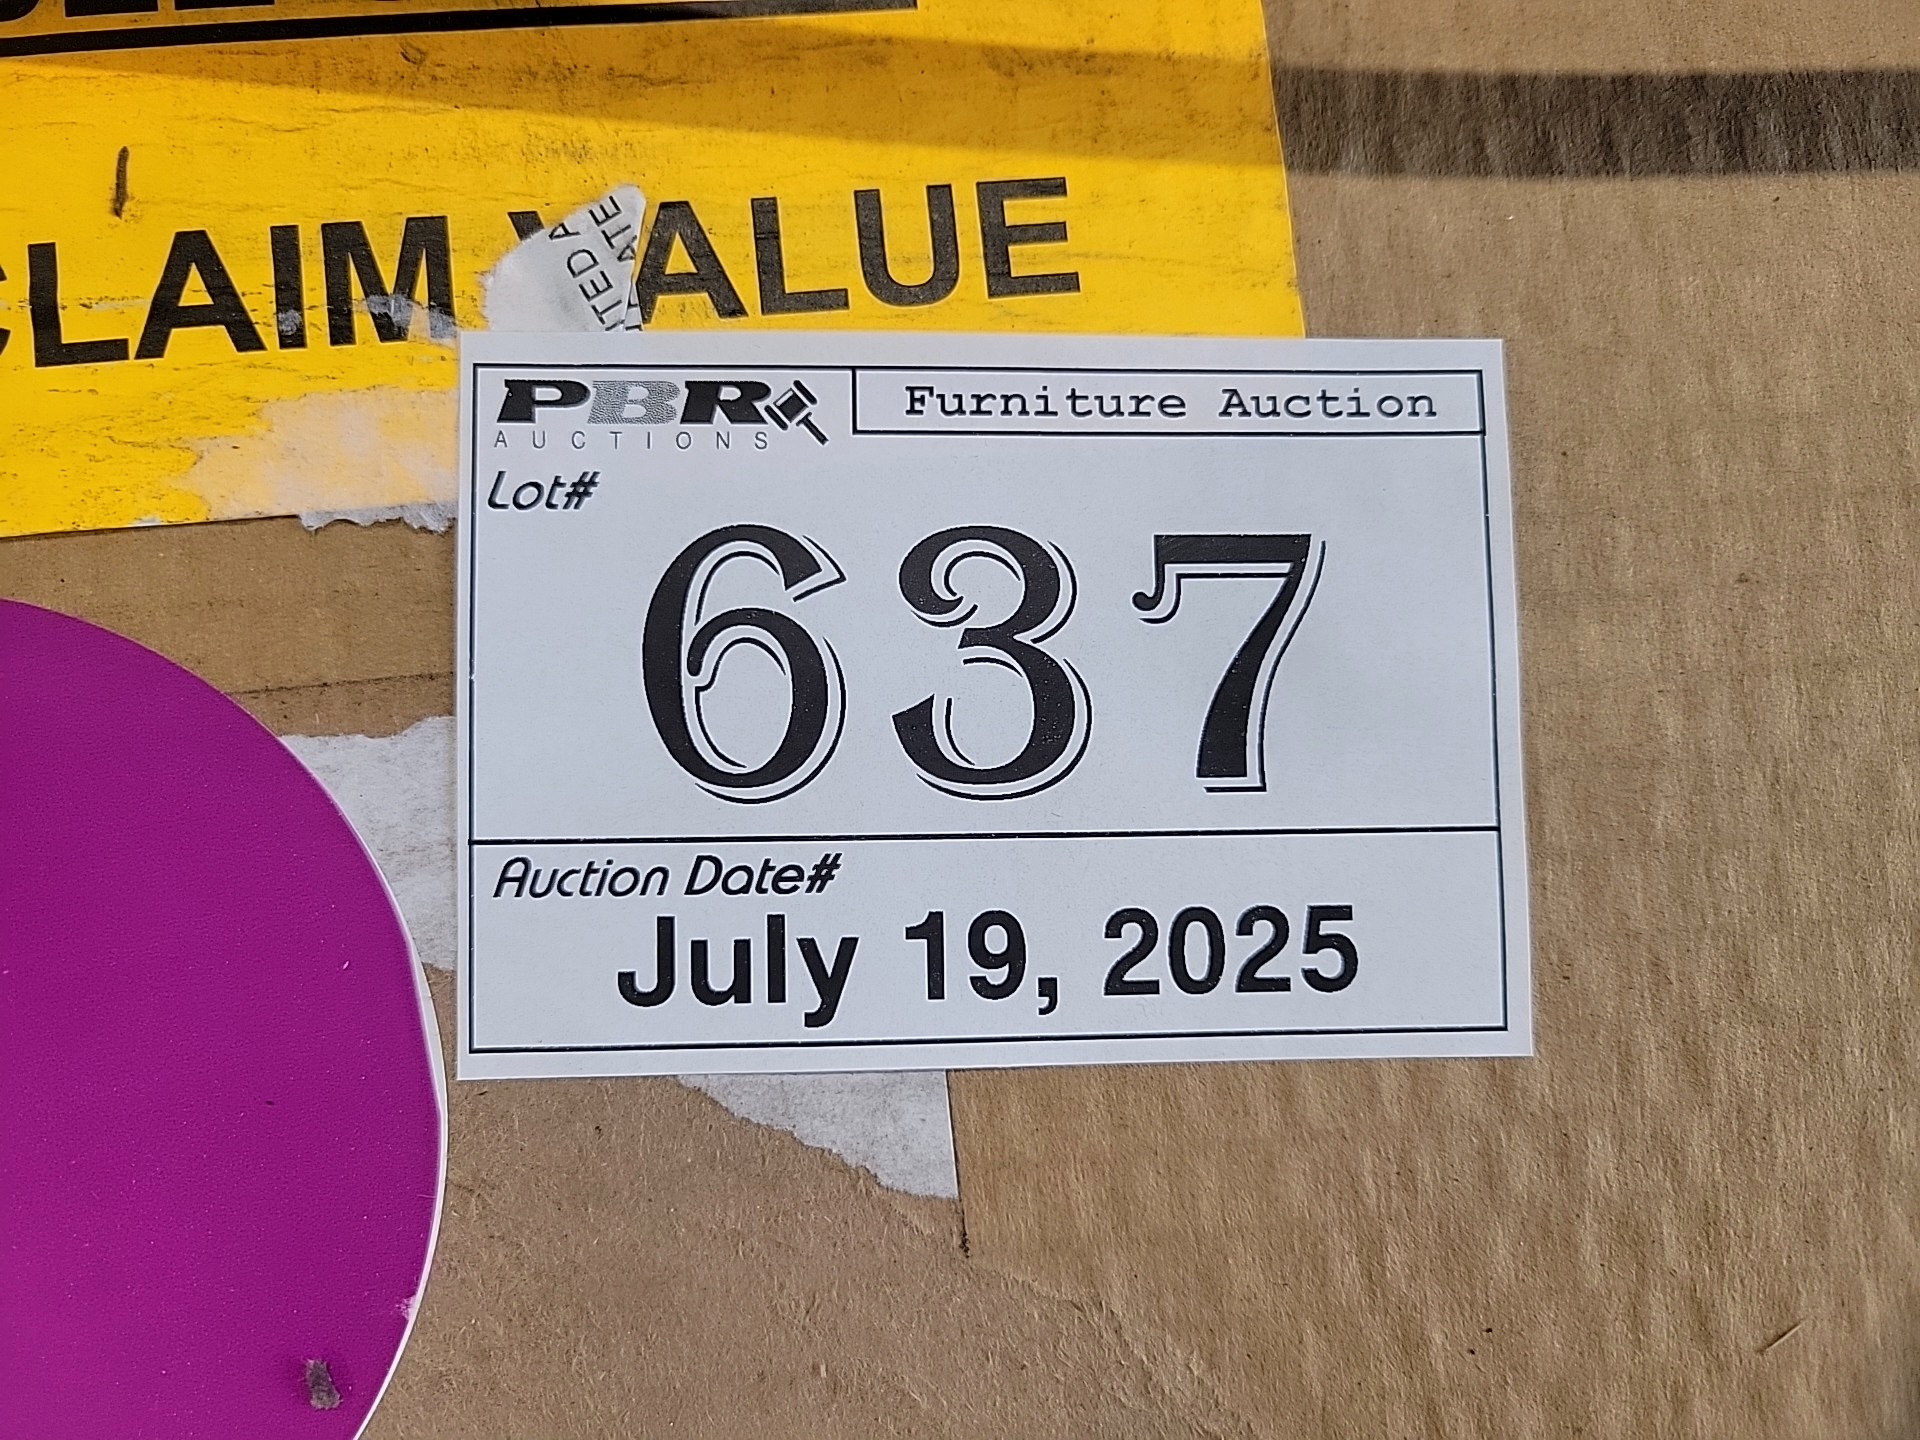 CLAIM VALUE
PBR
AUCTIONS
Furniture Auction
Lot#
637
Auction Date#
July 19, 2025